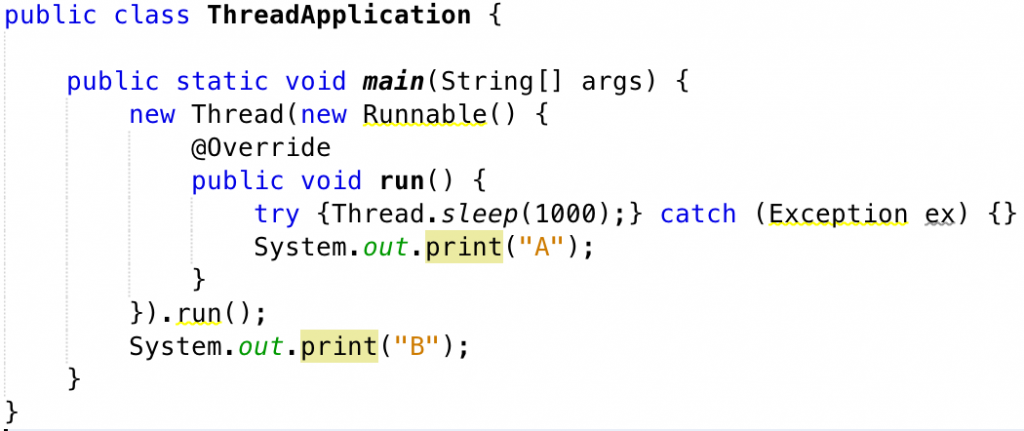 public class ThreadApplication {
public static void main(String[] args) {
new Thread(new Runnable() {
@Override
public void run() {
try {Thread.sleep(1000);} catch (Exception ex) {}
System.out.print("A");
}
}).run();
System.out.print("B");
}
}